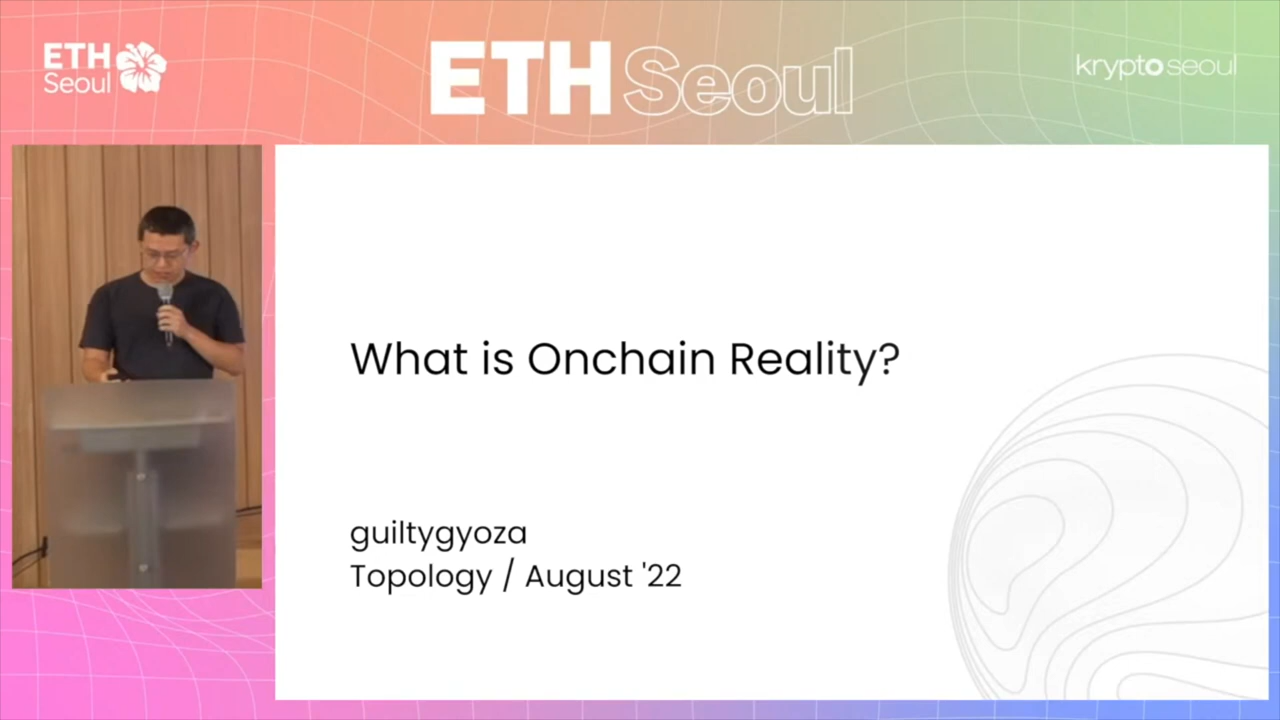 ETH
Seoul
ETH Seoul
krypto seoul
What is Onchain Reality?
guiltygyoza
Topology / August '22